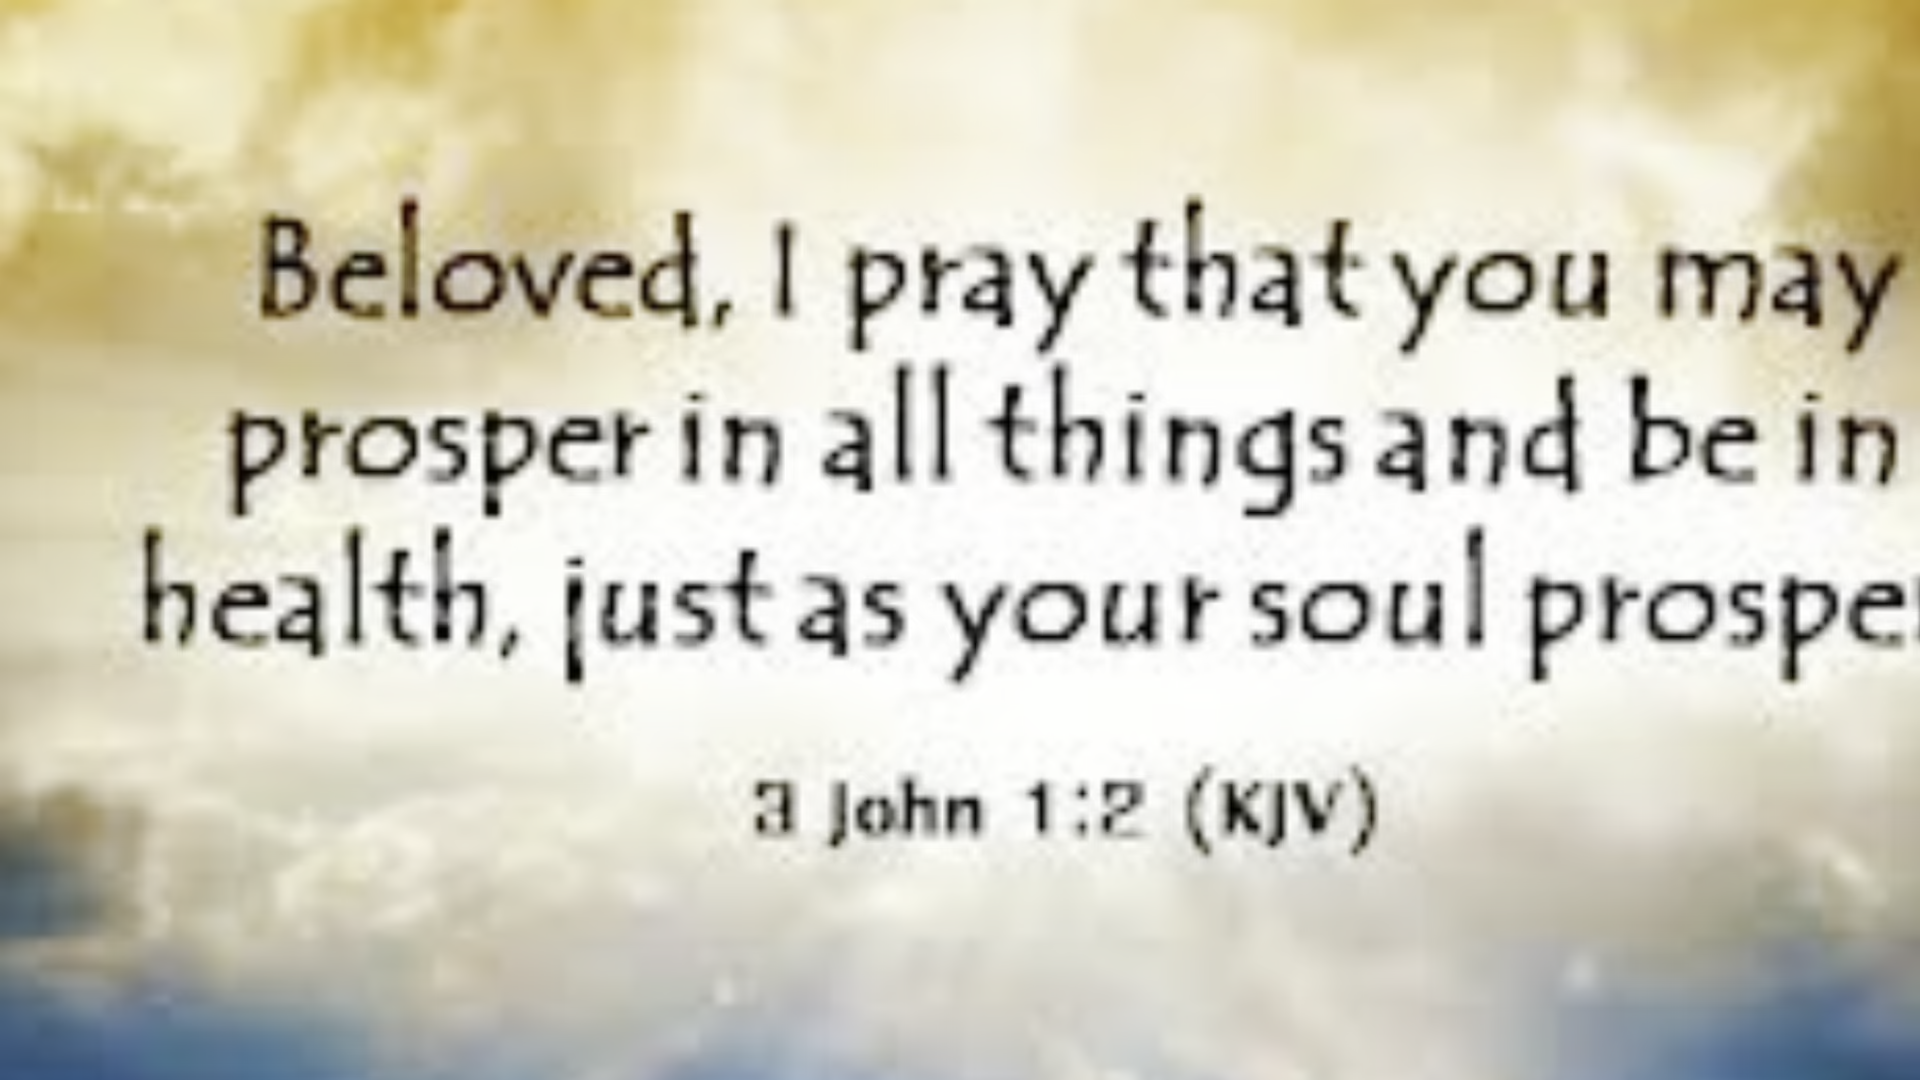 Beloved, I pray that you may
prosper in all things and be in
health, just as your soul prosper
3 John 1:2 (KJV)